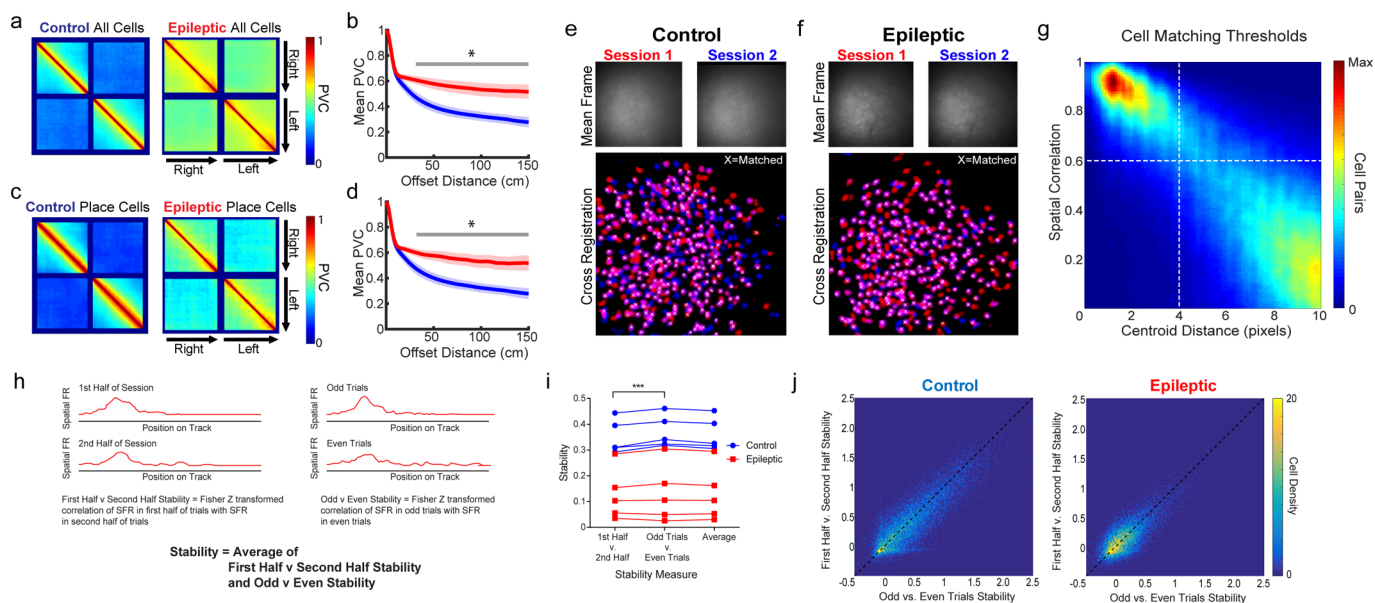 a
Control All Cells
Epileptic All Cells
Right
Left
Right
Left
1
PVC
0
b
Mean PVC
1
0.8
0.6
0.4
0.2
0
*
50
100
150
Offset Distance (cm)
c
Control Place Cells
Epileptic Place Cells
Right
Left
Right
Left
1
PVC
0
d
Mean PVC
1
0.8
0.6
0.4
0.2
0
*
50
100
150
Offset Distance (cm)
e
Control
Session 1
Session 2
Mean Frame
X=Matched
Cross Registration
f
Epileptic
Session 1
Session 2
Mean Frame
X=Matched
Cross Registration
g
Cell Matching Thresholds
Spatial Correlation
1
0.8
0.6
0.4
0.2
0
2
4
6
8
10
Centroid Distance (pixels)
Max
Cell Pairs
0
h
1st Half of Session
Spatial FR
Position on Track
2nd Half of Session
Spatial FR
Position on Track
Odd Trials
Spatial FR
Position on Track
Even Trials
Spatial FR
Position on Track
First Half v Second Half Stability = Fisher Z transformed
correlation of SFR in first half of trials with SFR
in second half of trials
Odd v Even Stability = Fisher Z transformed
correlation of SFR in odd trials with SFR
in even trials
Stability = Average of
First Half v Second Half Stability
and Odd v Even Stability
i
***
Stability
0.5
0.4
0.3
0.2
0.1
0
Control
Epileptic
1st Half
v.
2nd Half
Odd Trials
v.
Even Trials
Average
Stability Measure
j
Control
First Half v. Second Half Stability
2.5
2
1.5
1
0.5
0
-0.5
0
0.5
1
1.5
2
2.5
Odd vs. Even Trials Stability
Epileptic
First Half v. Second Half Stability
2.5
2
1.5
1
0.5
0
-0.5
0
0.5
1
1.5
2
2.5
Odd vs. Even Trials Stability
20
Cell Density
0